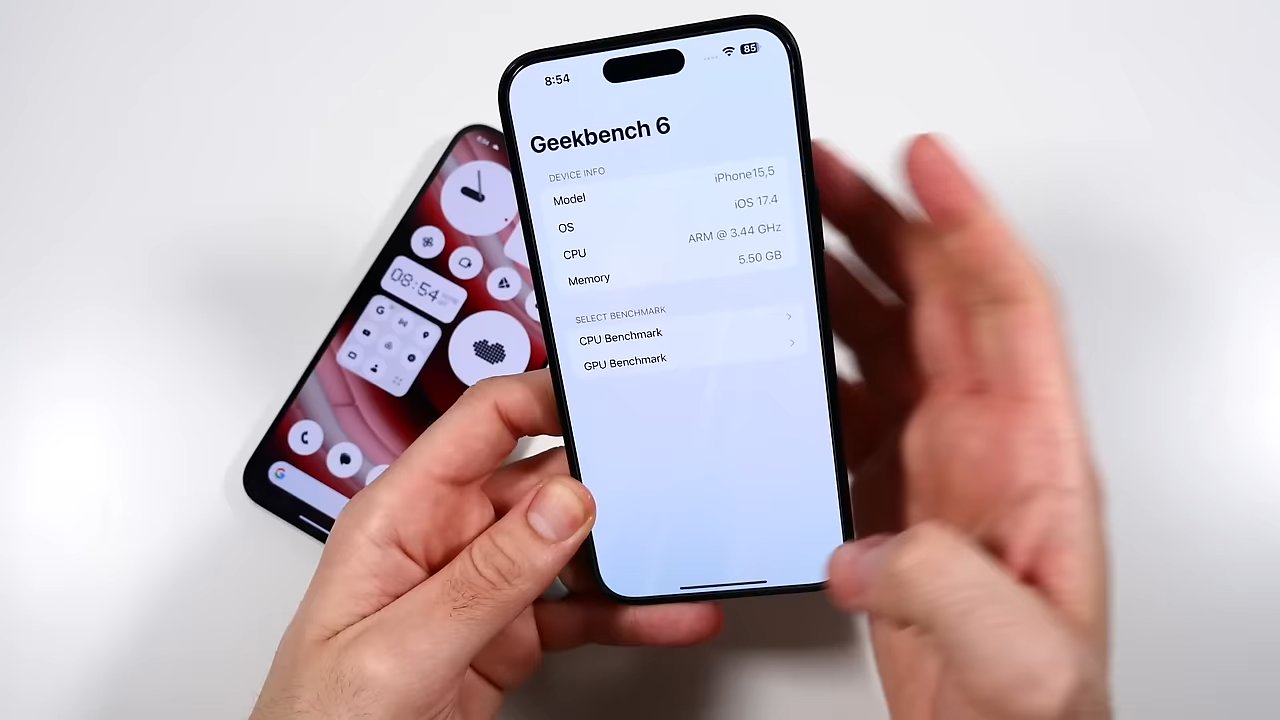 8:54
85
Geekbench 6
DEVICE INFO
Model iPhone15,5
OS iOS 17.4
CPU ARM @ 3.44 GHz
Memory 5.50 GB
SELECT BENCHMARK
CPU Benchmark
GPU Benchmark
08:54
G
G